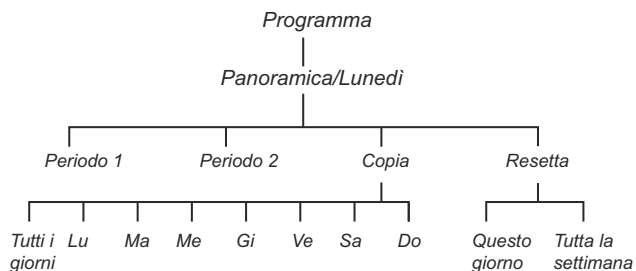 Programma
Panoramica/Lunedì
Periodo 1 Periodo 2 Copia Resetta
Tutti i giorni Lu Ma Me Gi Ve Sa Do Questo giorno Tutta la settimana